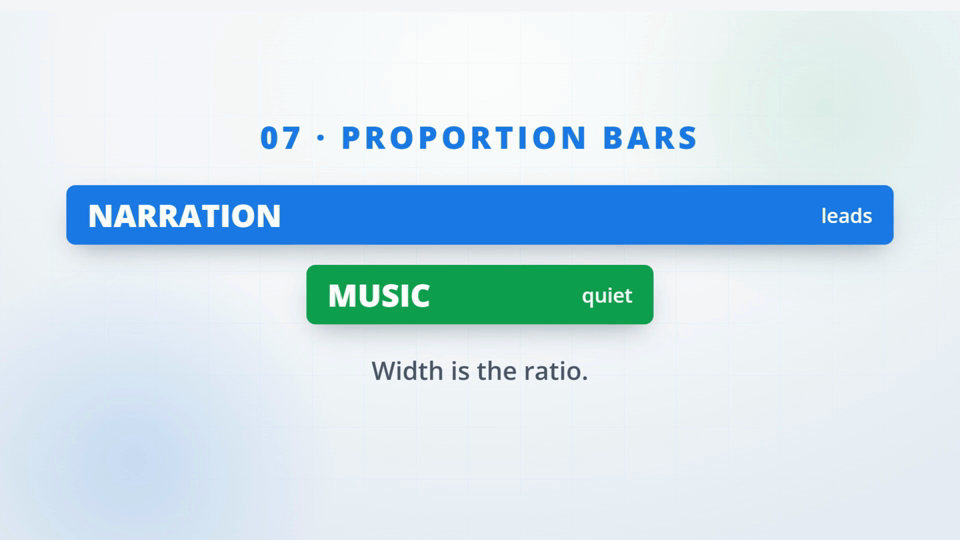 07 · PROPORTION BARS
NARRATION leads
MUSIC quiet
Width is the ratio.